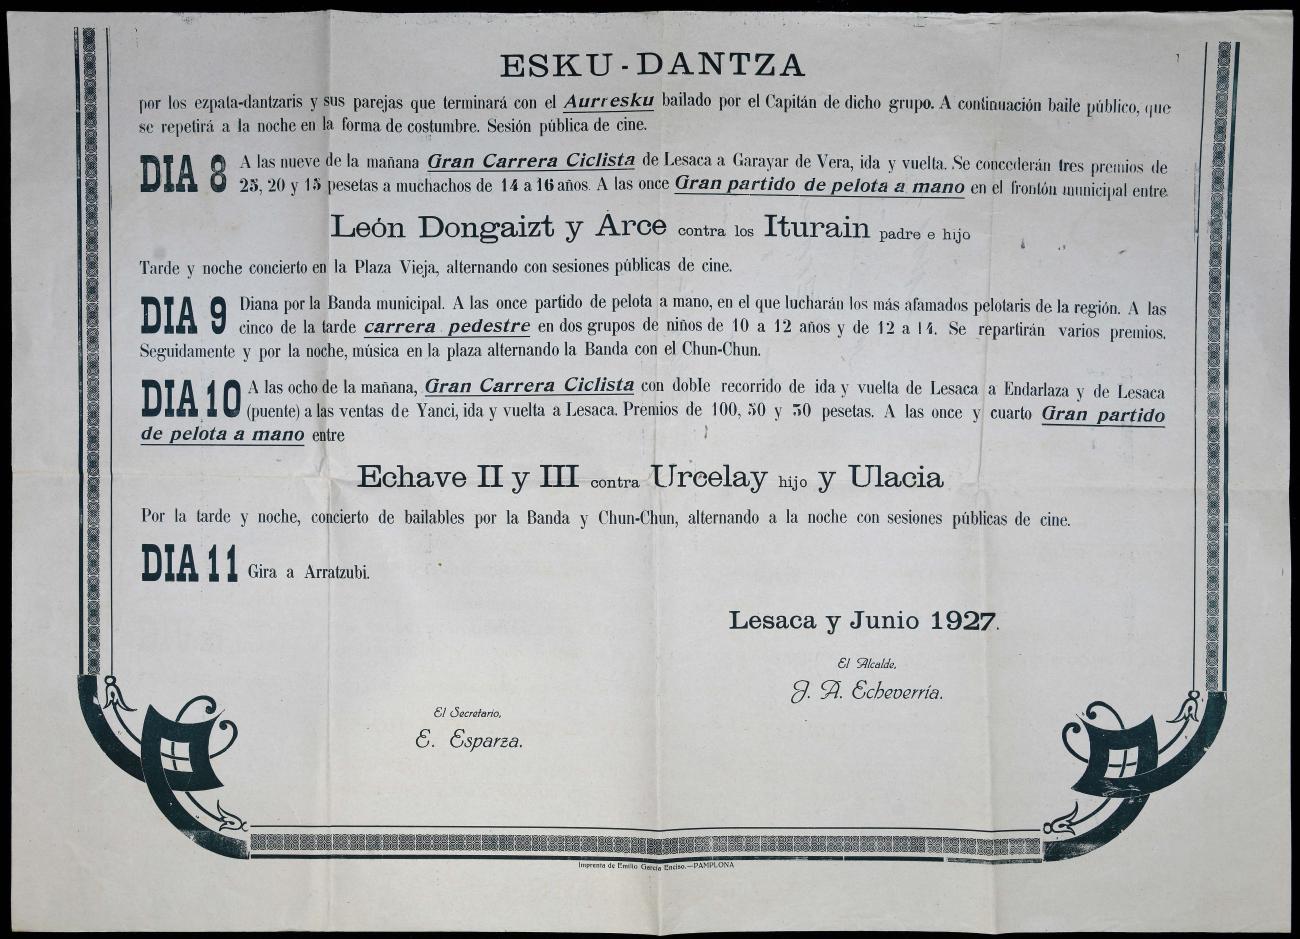 ESKU-DANTZA
por los ezpata-dantzaris y sus parejas que terminará con el Aurresku bailado por el Capitán de dicho grupo. A continuación baile público, que
se repetirá a la noche en la forma de costumbre. Sesión pública de cine.
DIA 8 A las nueve de la mañana Gran Carrera Ciclista de Lesaca a Garayar de Vera, ida y vuelta. Se concederán tres premios de
25, 20 y 15 pesetas a muchachos de 14 a 16 años. A las once Gran partido de pelota a mano en el frontón municipal entre
León Dongaizt y Arce contra los Iturain padre e hijo
Tarde y noche concierto en la Plaza Vieja, alternando con sesiones públicas de cine.
DIA 9 Diana por la Banda municipal. A las once partido de pelota a mano, en el que lucharán los más afamados pelotaris de la región. A las
cinco de la tarde carrera pedestre en dos grupos de niños de 10 a 12 años y de 12 a 14. Se repartirán varios premios.
Seguidamente y por la noche, música en la plaza alternando la Banda con el Chun-Chun.
DIA 10 A las ocho de la mañana, Gran Carrera Ciclista con doble recorrido de ida y vuelta de Lesaca a Endarlaza y de Lesaca
(puente) a las ventas de Yanci, ida y vuelta a Lesaca. Premios de 100, 50 y 30 pesetas. A las once y cuarto Gran partido
de pelota a mano entre
Echave II y III contra Urcelay hijo y Ulacia
Por la tarde y noche, concierto de bailables por la Banda y Chun-Chun, alternando a la noche con sesiones públicas de cine.
DIA 11 Gira a Arratzubi.
Lesaca y Junio 1927.
El Alcalde,
J. A. Echeverría.
El Secretario,
E. Esparza.
Imprenta de Emilio García Enciso.—PAMPLONA